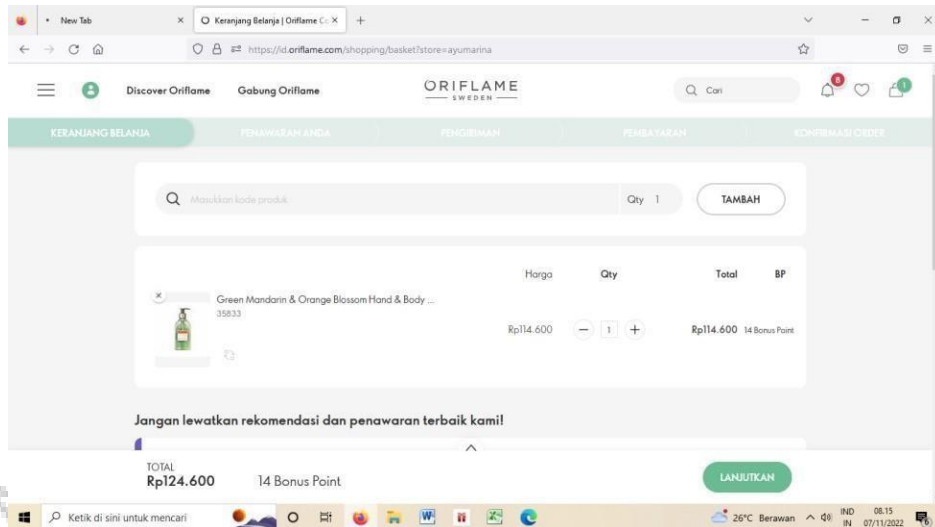 New Tab
Keranjang Belanja | Oriflame Co
https://id.oriflame.com/shopping/basket?store=ayumarina
Discover Oriflame Gabung Oriflame
ORIFLAME
SWEDEN
Cari
8
1
KERANJANG BELANJA PENAWARAN ANDA PENGIRIMAN PEMBAYARAN KONFIRMASI ORDER
Masukkan kode produk Qty 1 TAMBAH
Harga Qty Total BP
Green Mandarin & Orange Blossom Hand & Body ...
35833
Rp114.600 1 Rp114.600 14 Bonus Point
Jangan lewatkan rekomendasi dan penawaran terbaik kami!
TOTAL
Rp124.600 14 Bonus Point LANJUTKAN
Ketik di sini untuk mencari
26°C Berawan
IND 08.15
IN 07/11/2022